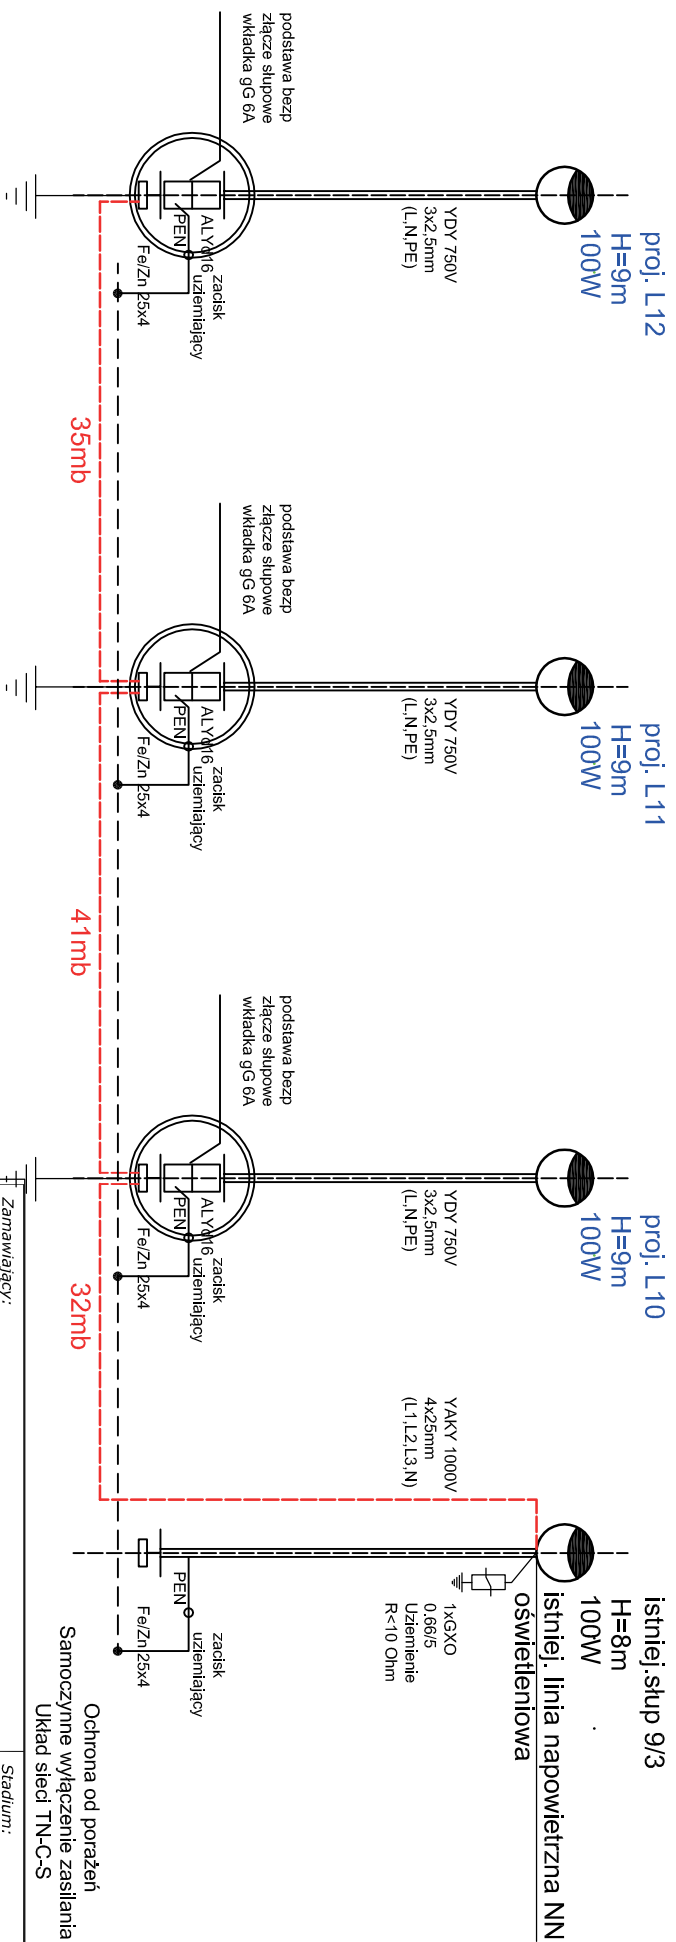 proj. L12
H=9m
100W
YDY 750V
3x2,5mm
(L,N,PE)
podstawa bezp
złącze słupowe
wkładka gG 6A
ALYd16
PEN
zacisk
uziemiający
Fe/Zn 25x4
35mb
proj. L11
H=9m
100W
YDY 750V
3x2,5mm
(L,N,PE)
podstawa bezp
złącze słupowe
wkładka gG 6A
ALYd16
PEN
zacisk
uziemiający
Fe/Zn 25x4
41mb
proj. L10
H=9m
100W
YDY 750V
3x2,5mm
(L,N,PE)
podstawa bezp
złącze słupowe
wkładka gG 6A
ALYd16
PEN
zacisk
uziemiający
Fe/Zn 25x4
32mb
istniej.słup 9/3
H=8m
100W
istniej. linia napowietrzna NN
oświetleniowa
YAKY 1000V
4x25mm
(L1,L2,L3,N)
1xGXO
0.66/5
Uziemienie
R<10 Ohm
PEN
zacisk
uziemiający
Fe/Zn 25x4
Ochrona od porażeń
Samoczynne wyłączenie zasilania
Układ sieci TN-C-S
Zamawiający:
Stadium: